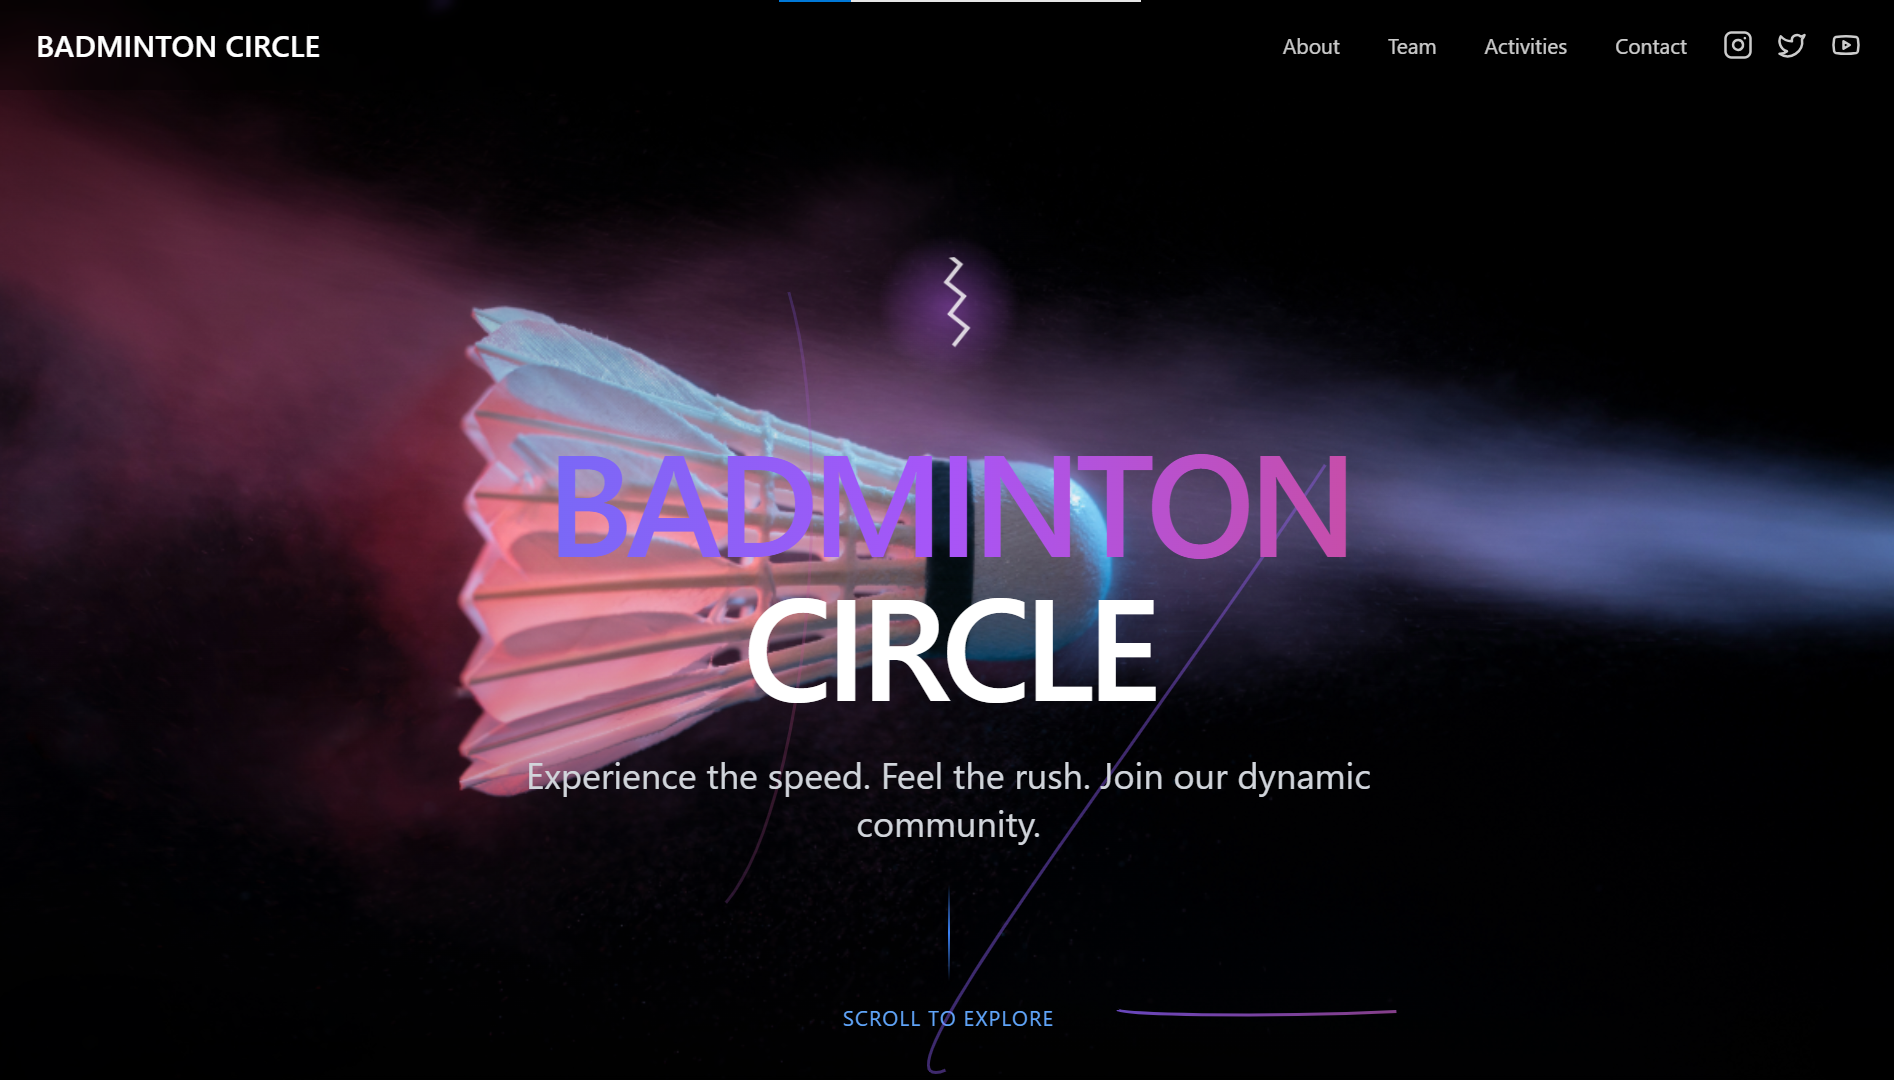 BADMINTON CIRCLE
About Team Activities Contact
BADMINTON
CIRCLE
Experience the speed. Feel the rush. Join our dynamic
community.
SCROLL TO EXPLORE